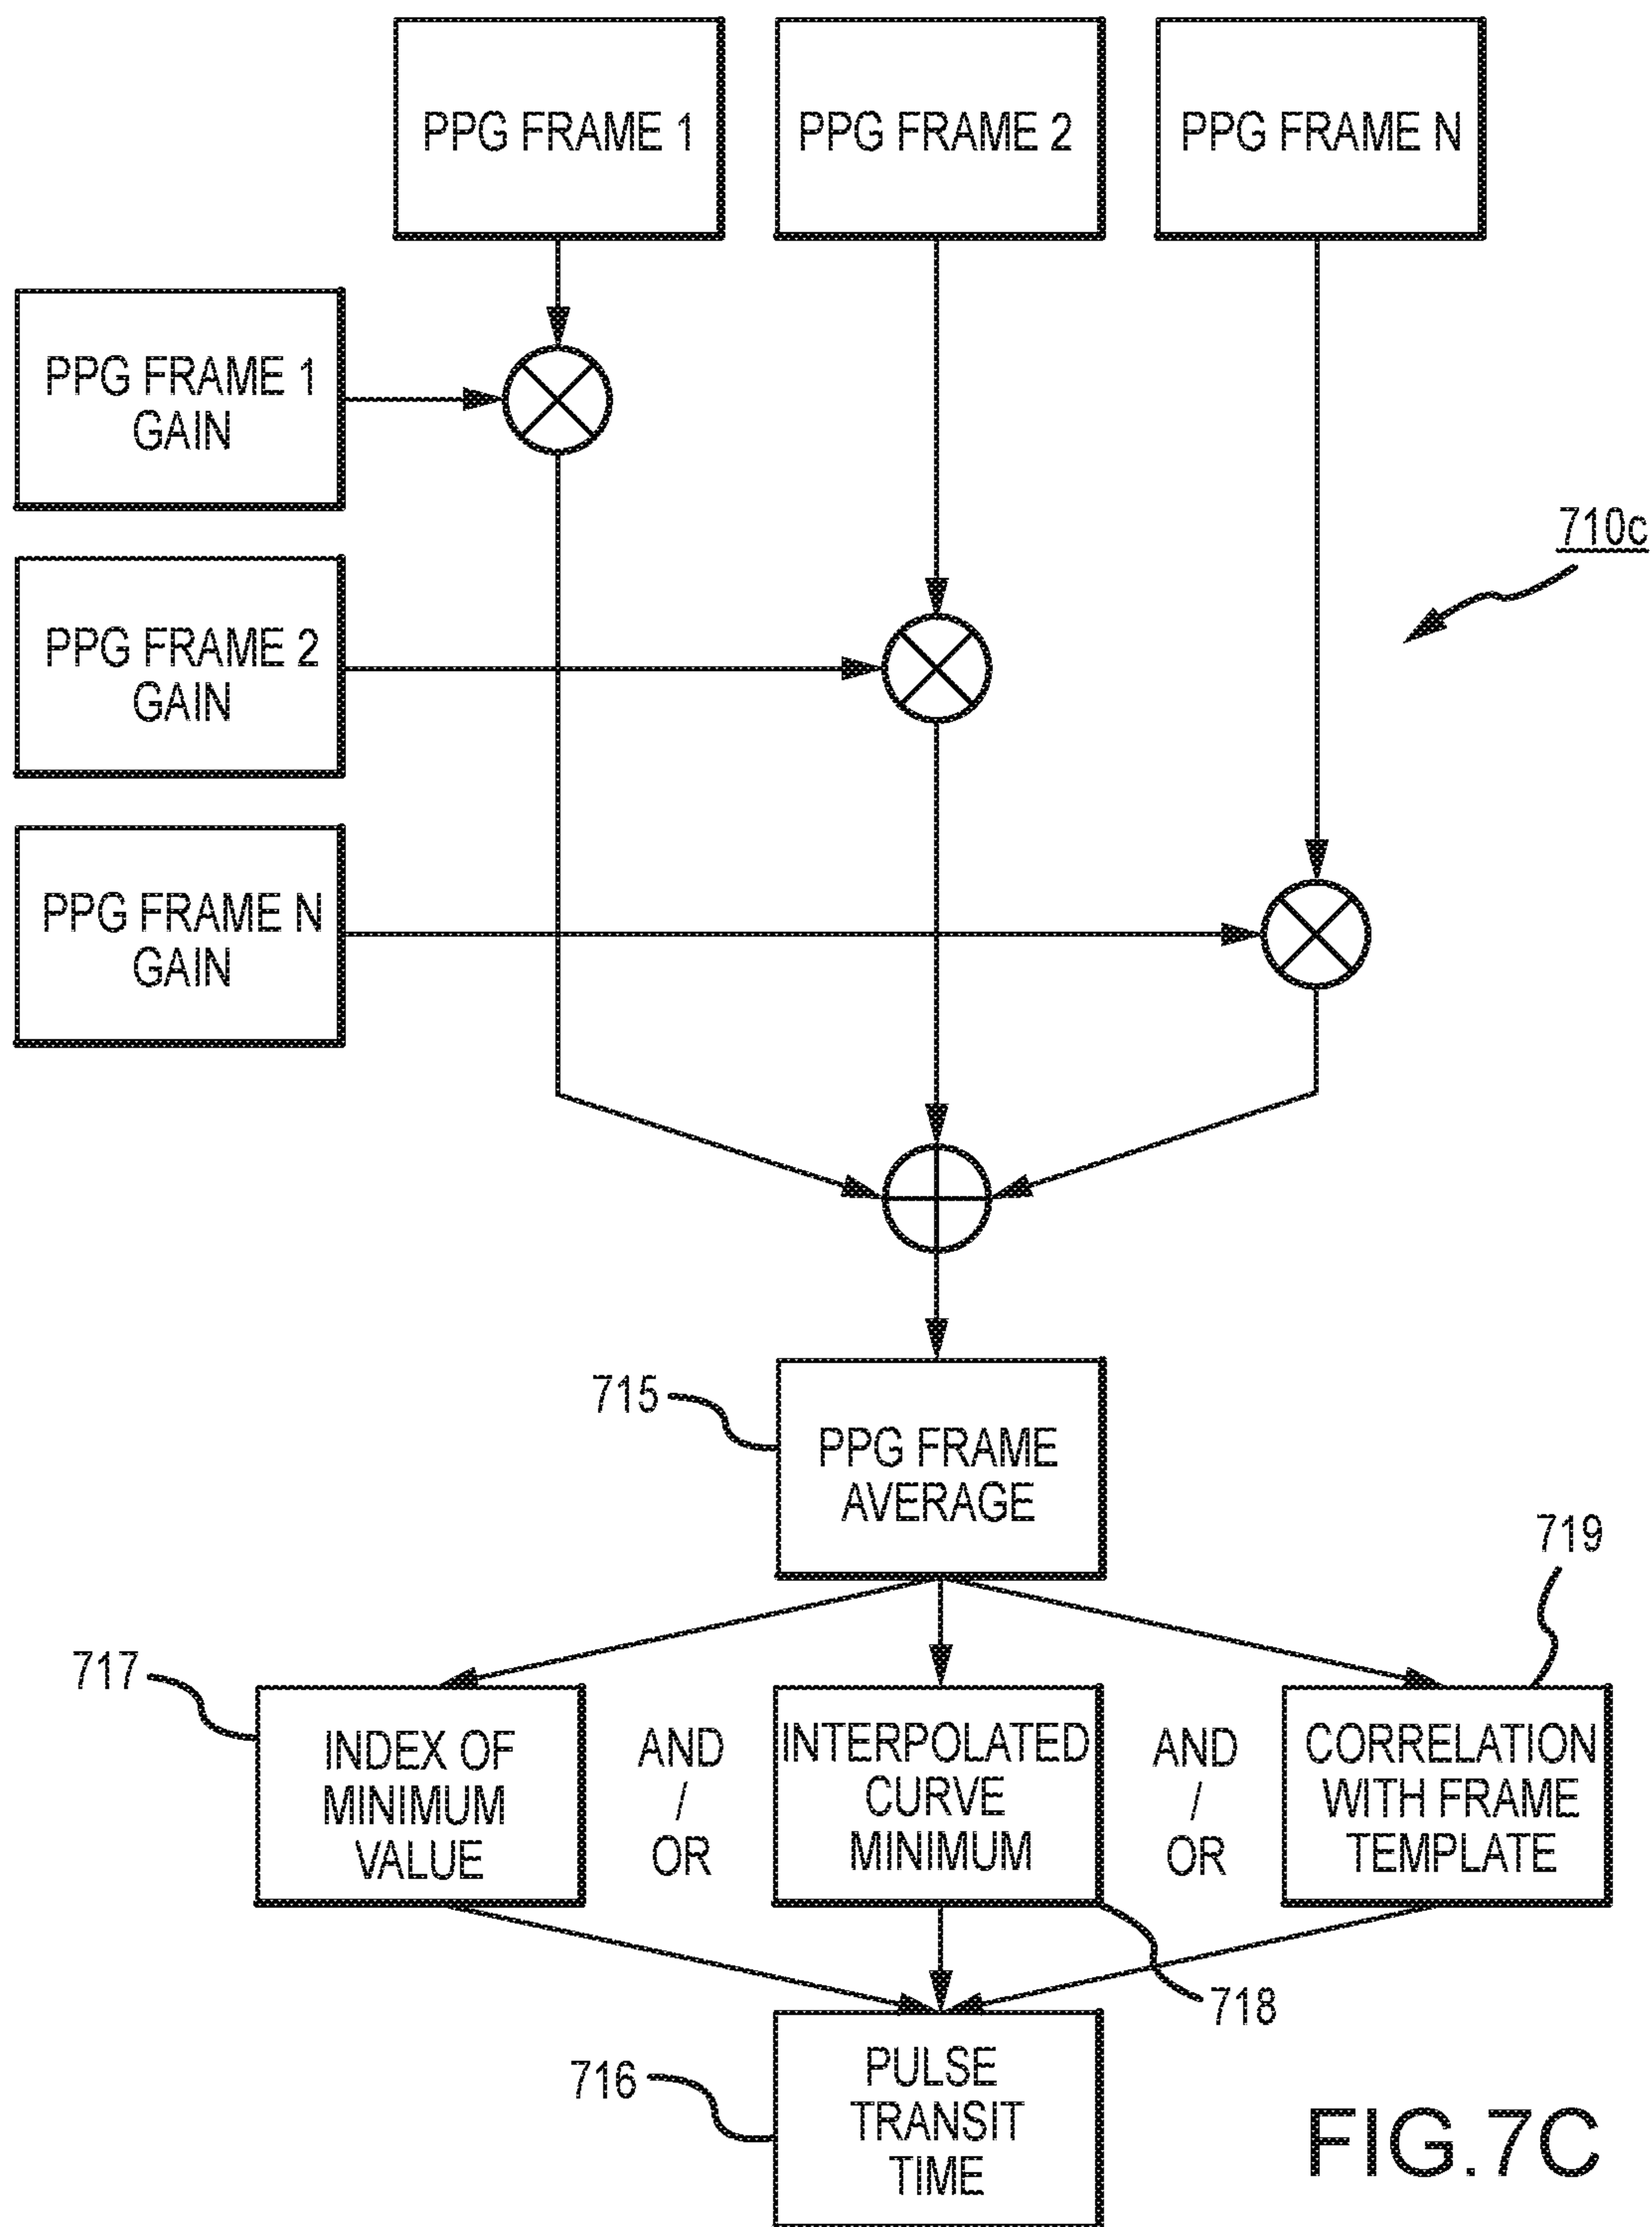 PPG FRAME 1
PPG FRAME 2
PPG FRAME N
PPG FRAME 1
GAIN
710c
PPG FRAME 2
GAIN
PPG FRAME N
GAIN
715
PPG FRAME
AVERAGE
719
717
INDEX OF
MINIMUM
VALUE
AND
/
OR
INTERPOLATED
CURVE
MINIMUM
AND
/
OR
CORRELATION
WITH FRAME
TEMPLATE
718
716
PULSE
TRANSIT
TIME
FIG.7C